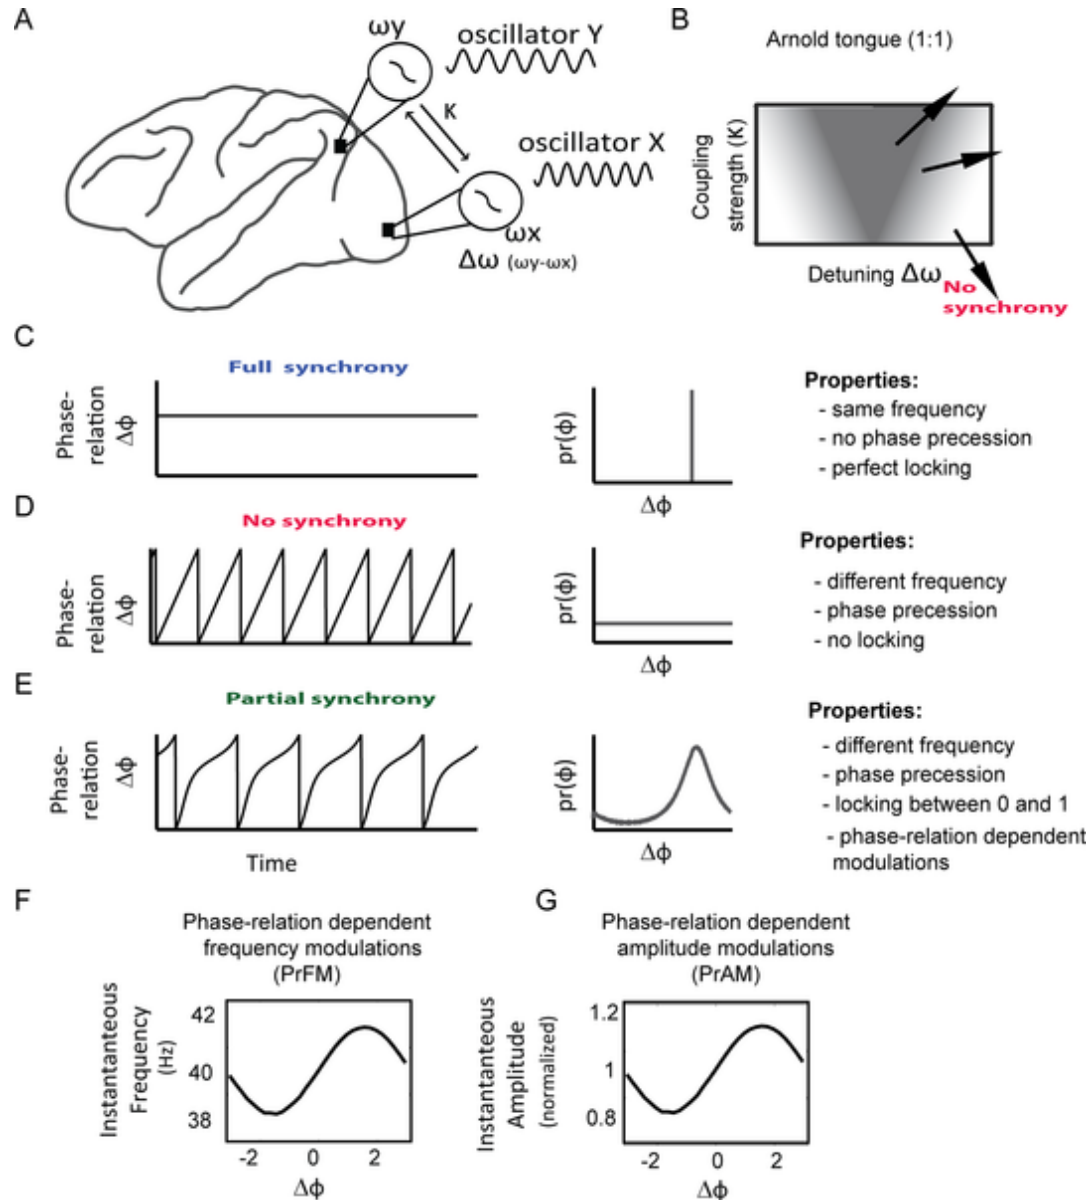 A
ωy
oscillator Y
K
oscillator X
ωx
Δω (ωy-ωx)
B
Arnold tongue (1:1)
Coupling
strength (K)
Detuning Δω
No
synchrony
C
Full synchrony
Phase-
relation
Δϕ
pr(ϕ)
Δϕ
Properties:
- same frequency
- no phase precession
- perfect locking
D
No synchrony
Phase-
relation
Δϕ
pr(ϕ)
Δϕ
Properties:
- different frequency
- phase precession
- no locking
E
Partial synchrony
Phase-
relation
Δϕ
Time
pr(ϕ)
Δϕ
Properties:
- different frequency
- phase precession
- locking between 0 and 1
- phase-relation dependent
modulations
F
Phase-relation dependent
frequency modulations
(PrFM)
Instantaneous
Frequency
(Hz)
42
40
38
-2 0 2
Δϕ
G
Phase-relation dependent
amplitude modulations
(PrAM)
Instantaneous
Amplitude
(normalized)
1.2
1
0.8
-2 0 2
Δϕ